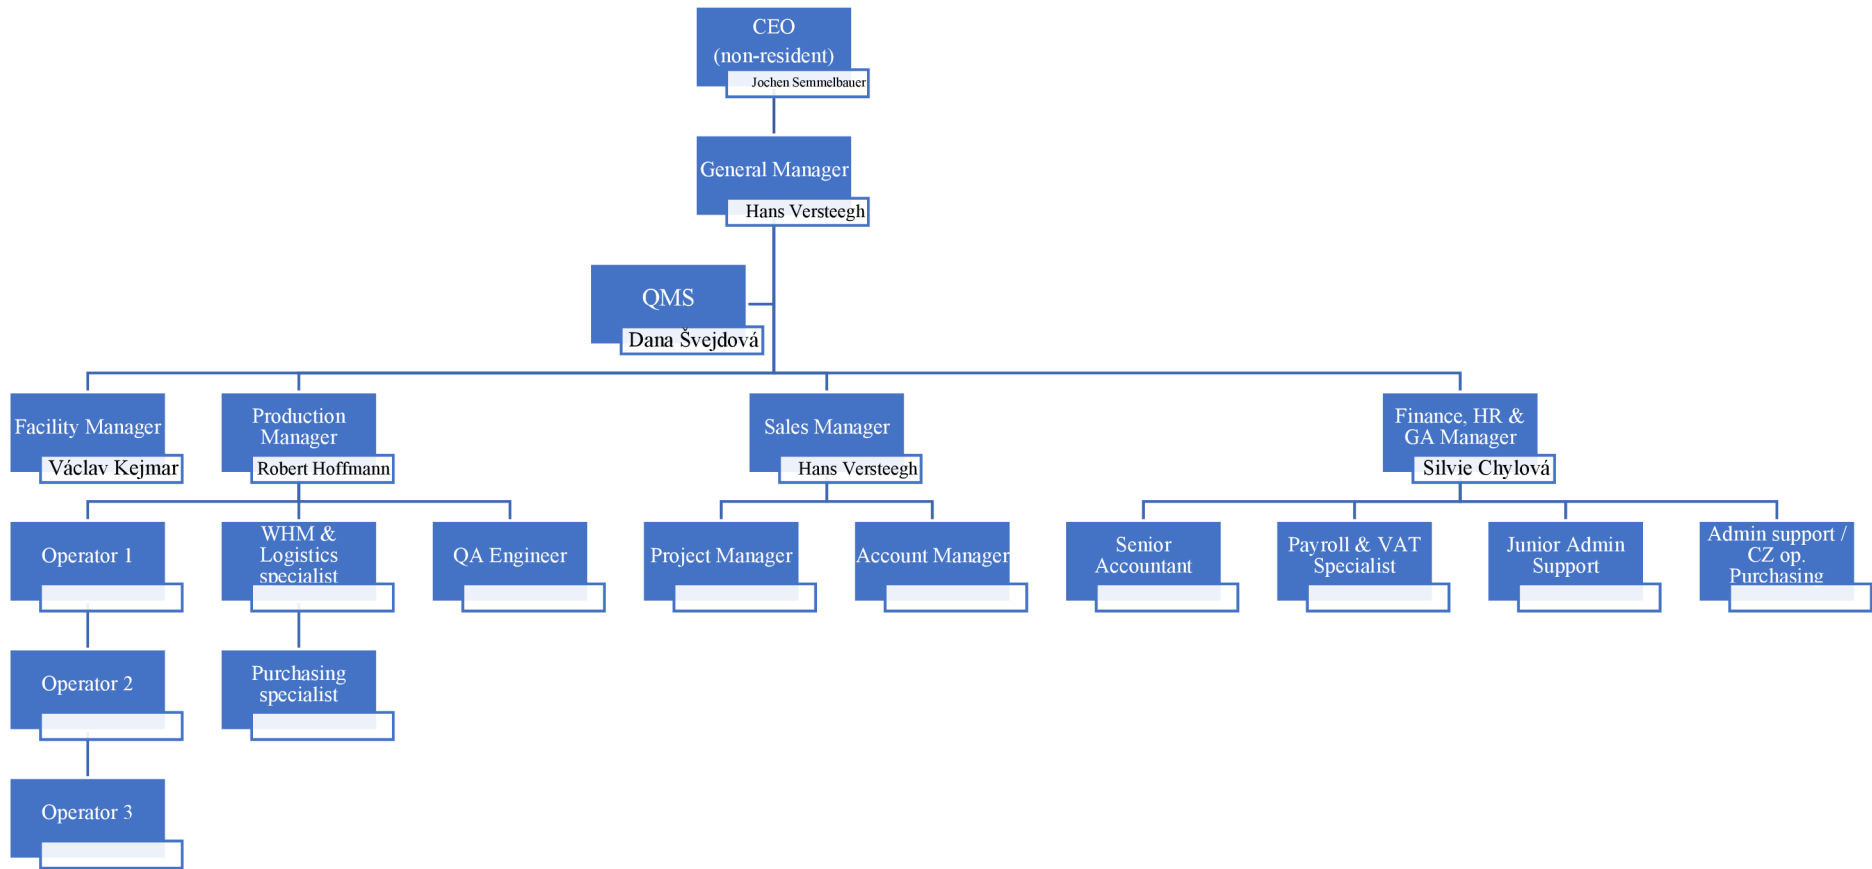 CEO
(non-resident)
Jochen Semmelbauer
General Manager
Hans Versteegh
QMS
Dana Švejdová
Facility Manager
Václav Kejmar
Production
Manager
Robert Hoffmann
Sales Manager
Hans Versteegh
Finance, HR &
GA Manager
Silvie Chylová
Operator 1
WHM &
Logistics
specialist
QA Engineer
Project Manager
Account Manager
Senior
Accountant
Payroll & VAT
Specialist
Junior Admin
Support
Admin support /
CZ op.
Purchasing
Operator 2
Purchasing
specialist
Operator 3